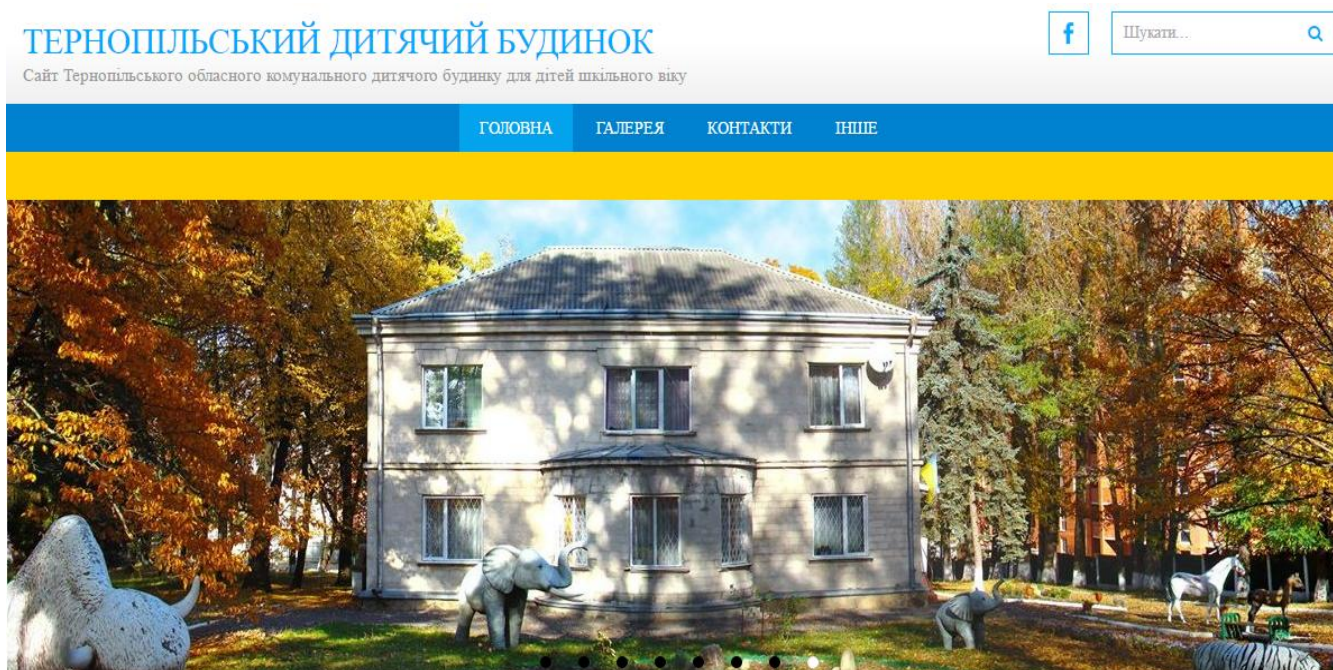 ТЕРНОПІЛЬСЬКИЙ ДИТЯЧИЙ БУДИНОК
Сайт Тернопільського обласного комунального дитячого будинку для дітей шкільного віку
f
Шукати...
ГОЛОВНА ГАЛЕРЕЯ КОНТАКТИ ІНШЕ